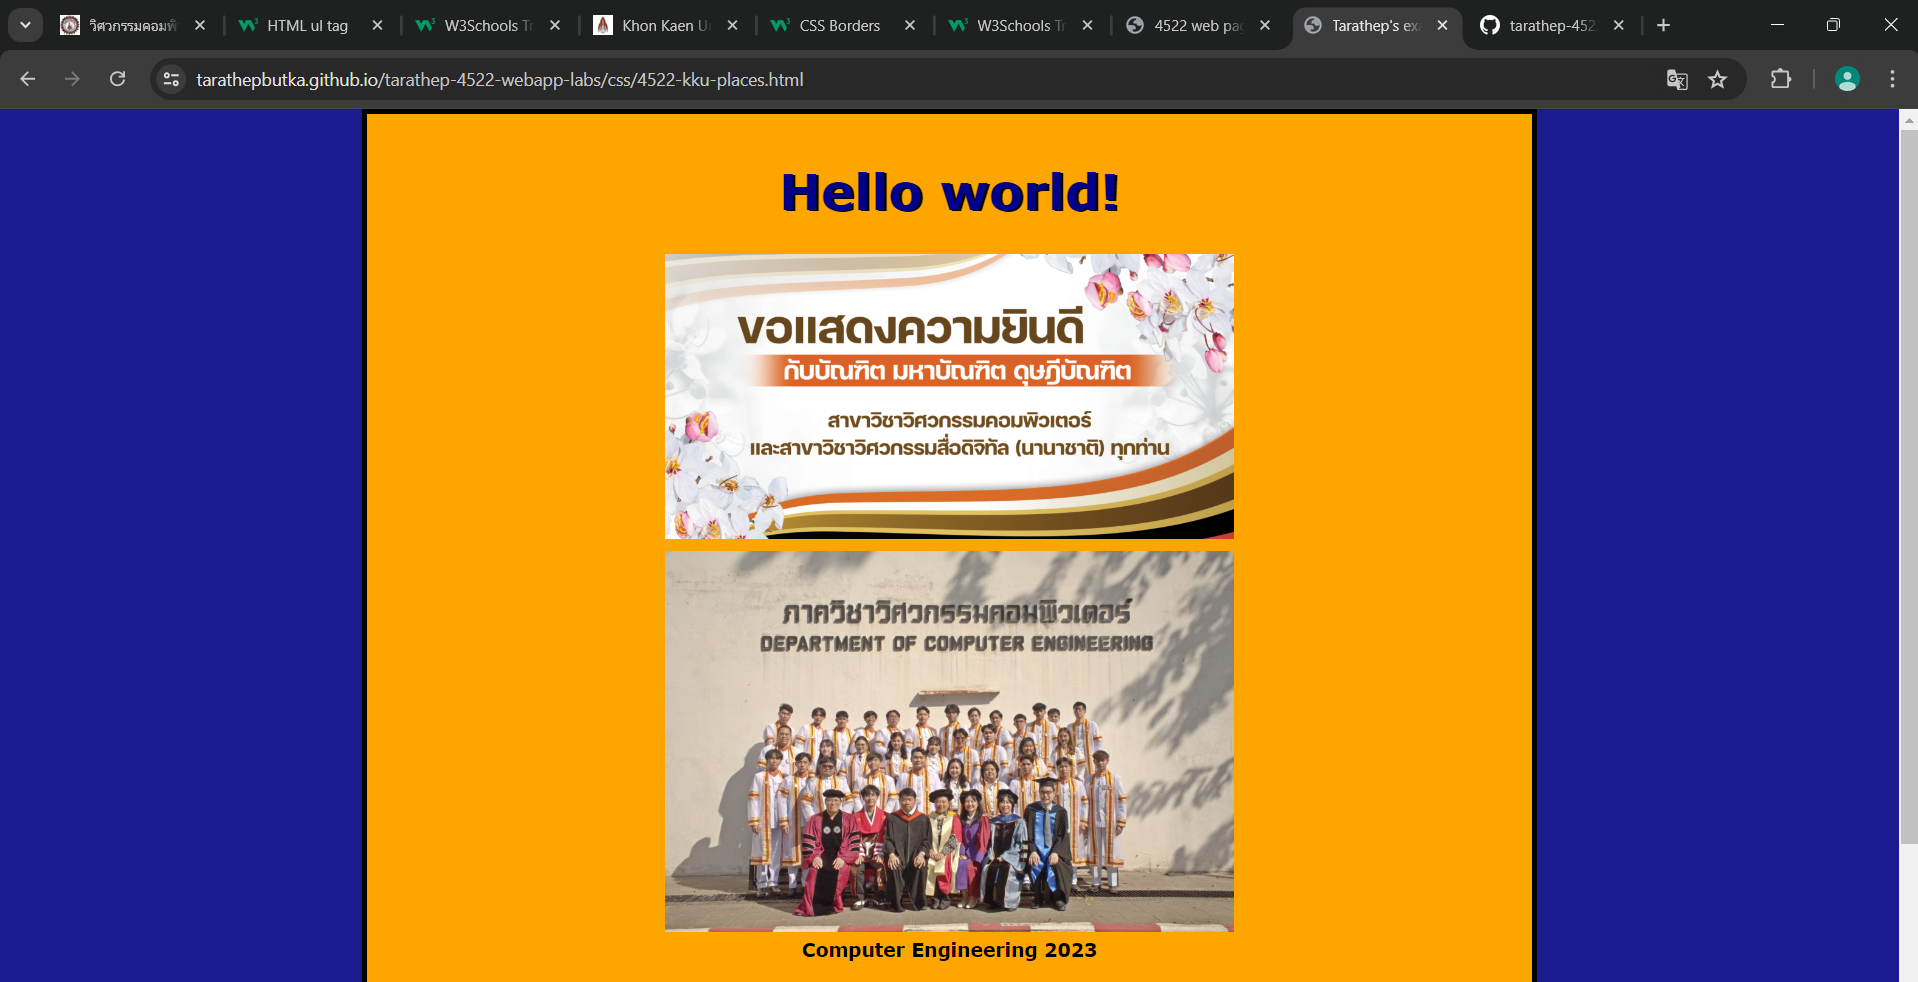 วิศวกรรมคอมพิ
HTML ul tag
W3Schools Tr
Khon Kaen U
CSS Borders
W3Schools Tr
4522 web pag
Tarathep's exa
tarathep-452
tarathepbutka.github.io/tarathep-4522-webapp-labs/css/4522-kku-places.html
Hello world!
ขอแสดงความยินดี
กับบัณฑิต มหาบัณฑิต ดุษฎีบัณฑิต
สาขาวิชาวิศวกรรมคอมพิวเตอร์
และสาขาวิชาวิศวกรรมสื่อดิจิทัล (นานาชาติ) ทุกท่าน
ภาควิชาวิศวกรรมคอมพิวเตอร์
DEPARTMENT OF COMPUTER ENGINEERING
Computer Engineering 2023